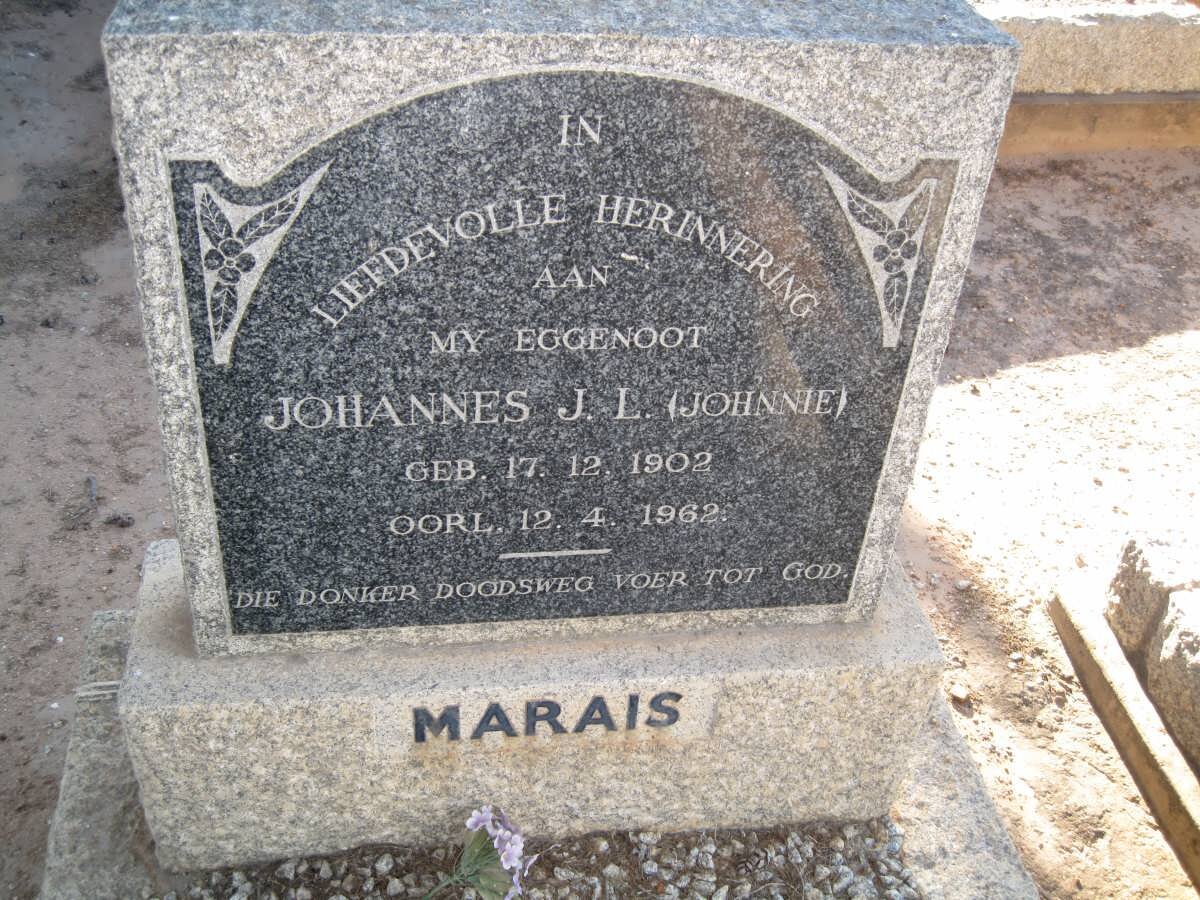 IN
LIEFDEVOLLE HERINNERING
AAN
MY EGGENOOT
JOHANNES J. L. (JOHNNIE)
GEB. 17. 12. 1902
OORL. 12. 4. 1962.
DIE DONKER DOODSWEG VOER TOT GOD.
MARAIS